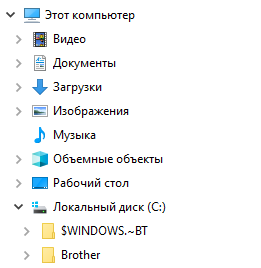 Этот компьютер
Видео
Документы
Загрузки
Изображения
Музыка
Объемные объекты
Рабочий стол
Локальный диск (C:)
$WINDOWS.~BT
Brother